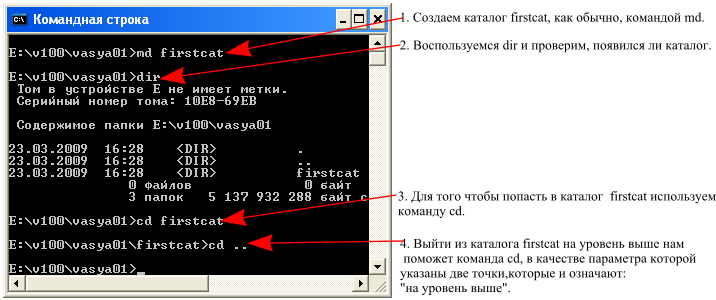 Командная строка
E:\v100\vasya01>md firstcat
E:\v100\vasya01>dir
Том в устройстве E не имеет метки.
Серийный номер тома: 10E8-69EB
Содержимое папки E:\v100\vasya01
23.03.2009  16:28    <DIR>          .
23.03.2009  16:28    <DIR>          ..
23.03.2009  16:28    <DIR>          firstcat
0 файлов              0 байт
3 папок   5 137 932 288 байт с
E:\v100\vasya01>cd firstcat
E:\v100\vasya01\firstcat>cd ..
E:\v100\vasya01>_
1. Создаем каталог firstcat, как обычно, командой md.
2. Воспользуемся dir и проверим, появился ли каталог.
3. Для того чтобы попасть в каталог  firstcat используем
команду cd.
4. Выйти из каталога firstcat на уровень выше нам
поможет команда cd, в качестве параметра которой
указаны две точки,которые и означают:
"на уровень выше".